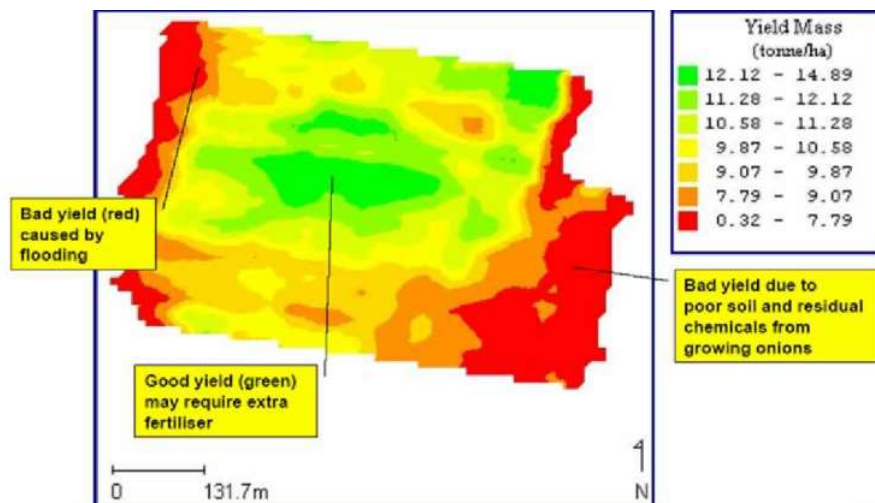 Yield Mass
(tonne/ha)
12.12 - 14.89
11.28 - 12.12
10.58 - 11.28
9.87 - 10.58
9.07 - 9.87
7.79 - 9.07
0.32 - 7.79
Bad yield (red)
caused by
flooding
Bad yield due to
poor soil and residual
chemicals from
growing onions
Good yield (green)
may require extra
fertiliser
0 131.7m
N